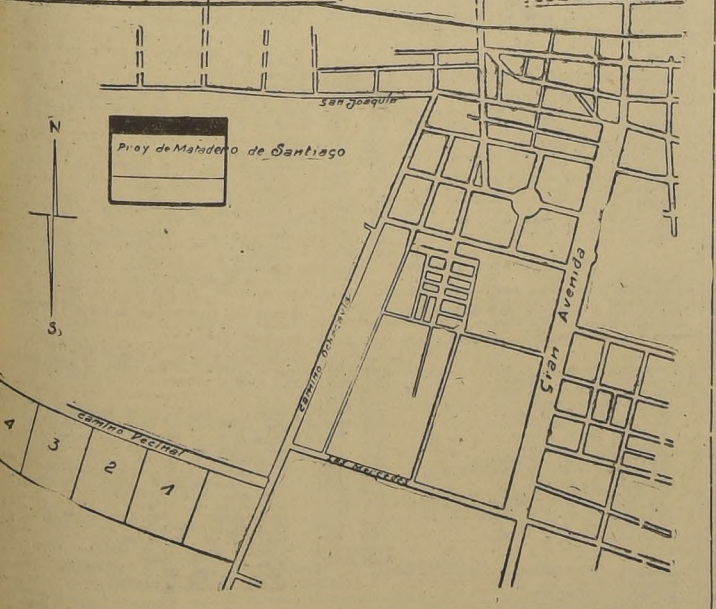 San Joaquin
N
Proy de Matadero de Santiago
S.
Gran Avenida
camino Ochagavia
camino Vecinal
4
3
2
1